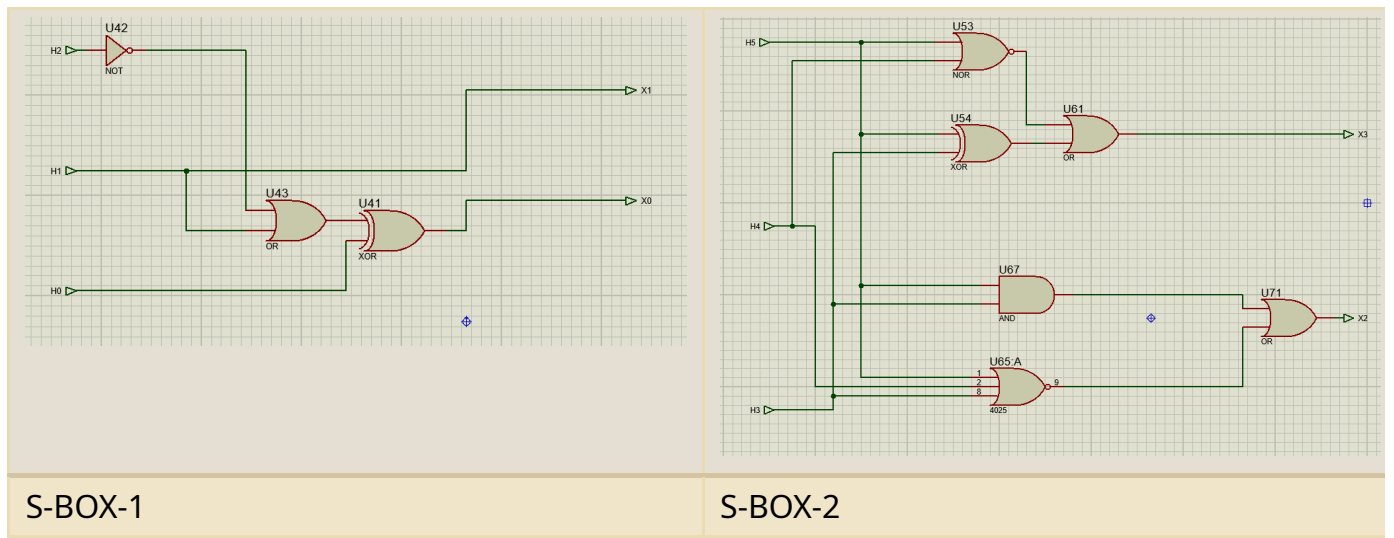 U42
H2
NOT
X1
H1
U43
U41
X0
OR
XOR
H0
S-BOX-1
U53
H5
NOR
U61
U54
X3
OR
XOR
H4
U67
U71
AND
X2
OR
U65:A
1
2
8
9
H3
4025
S-BOX-2